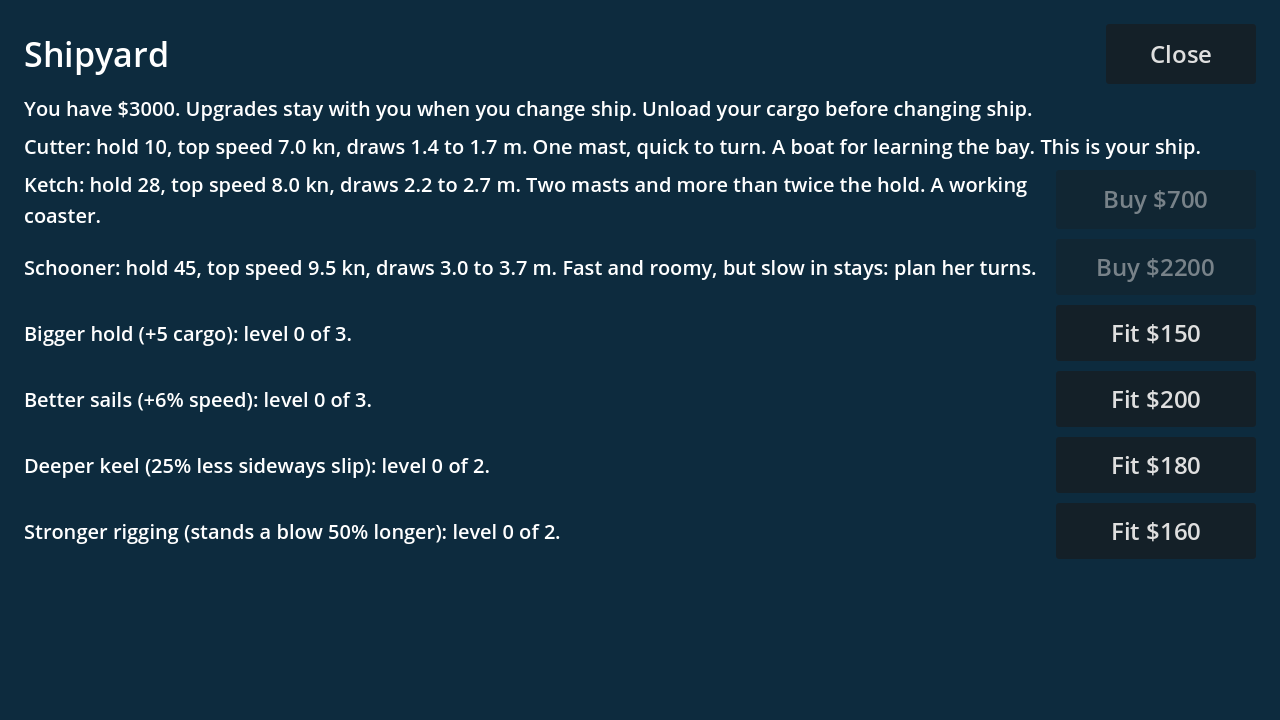 Shipyard
Close
You have $3000. Upgrades stay with you when you change ship. Unload your cargo before changing ship.
Cutter: hold 10, top speed 7.0 kn, draws 1.4 to 1.7 m. One mast, quick to turn. A boat for learning the bay. This is your ship.
Ketch: hold 28, top speed 8.0 kn, draws 2.2 to 2.7 m. Two masts and more than twice the hold. A working
coaster.
Buy $700
Schooner: hold 45, top speed 9.5 kn, draws 3.0 to 3.7 m. Fast and roomy, but slow in stays: plan her turns.
Buy $2200
Bigger hold (+5 cargo): level 0 of 3.
Fit $150
Better sails (+6% speed): level 0 of 3.
Fit $200
Deeper keel (25% less sideways slip): level 0 of 2.
Fit $180
Stronger rigging (stands a blow 50% longer): level 0 of 2.
Fit $160